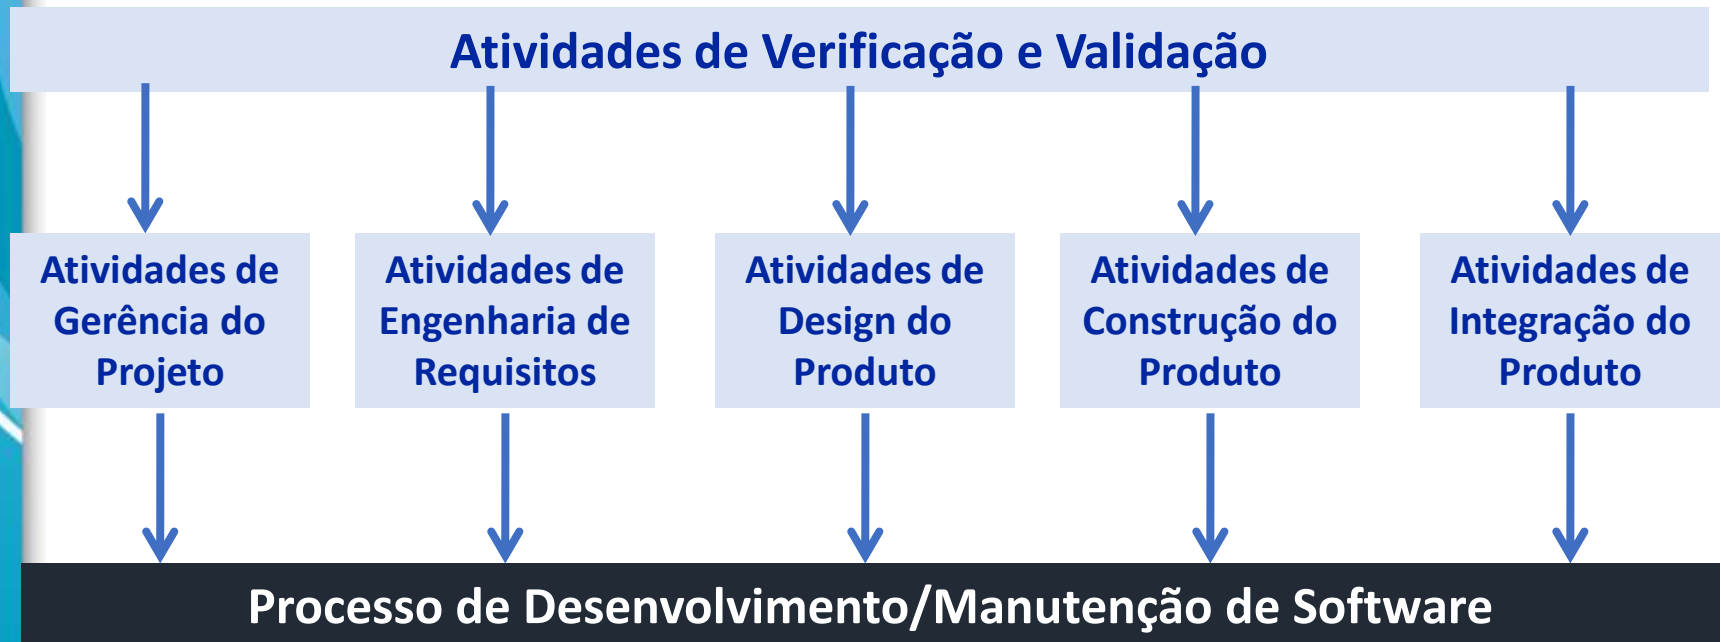 Atividades de Verificação e Validação
Atividades de
Gerência do
Projeto
Atividades de
Engenharia de
Requisitos
Atividades de
Design do
Produto
Atividades de
Construção do
Produto
Atividades de
Integração do
Produto
Processo de Desenvolvimento/Manutenção de Software